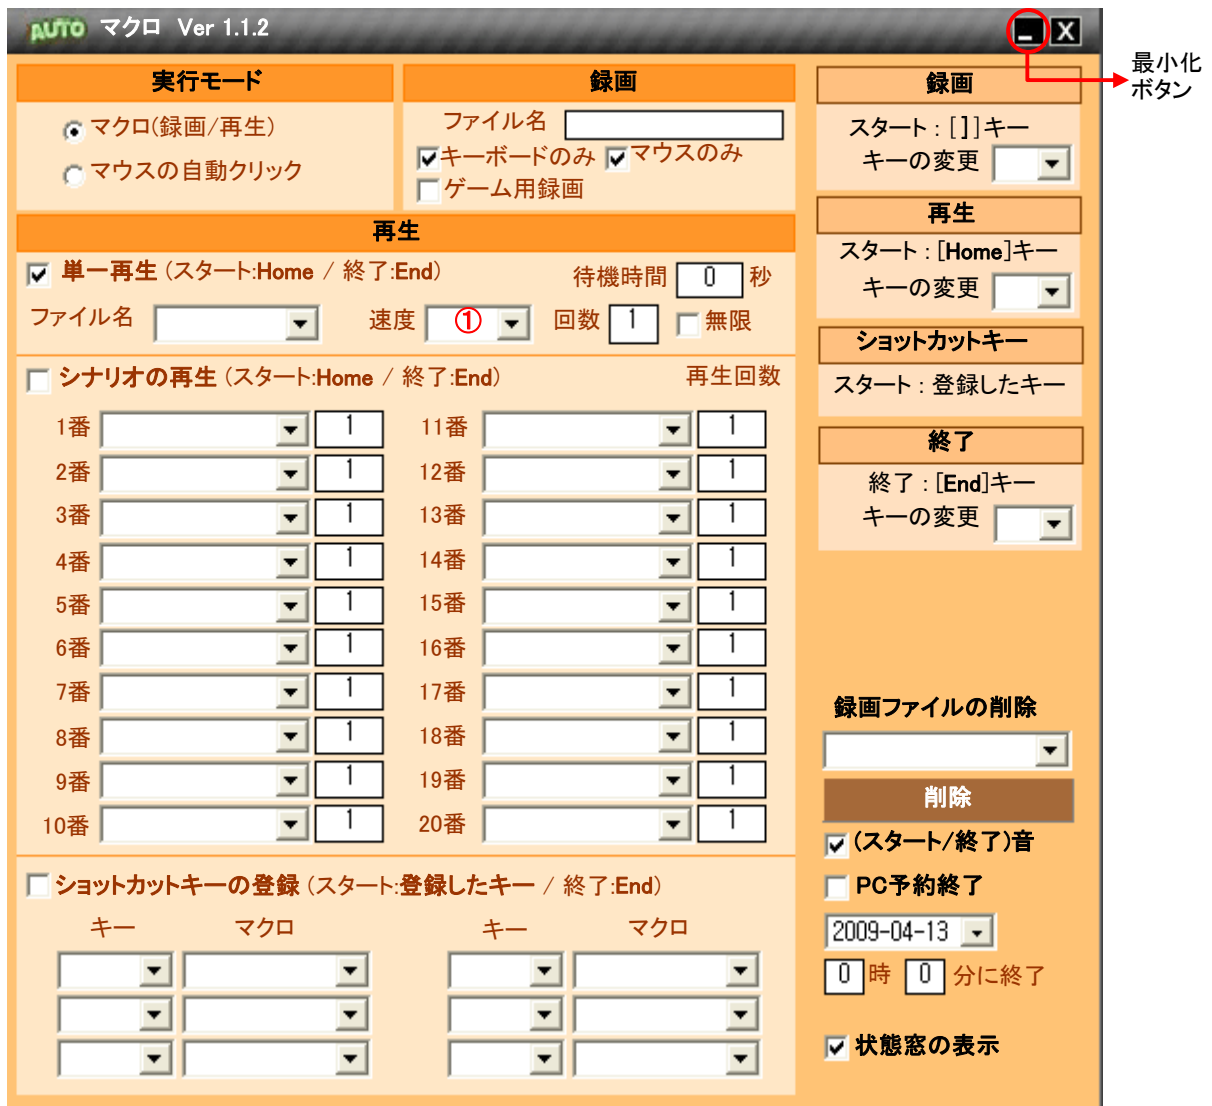 AUTO マクロ Ver 1.1.2
最小化
ボタン
実行モード
マクロ(録画/再生)
マウスの自動クリック
録画
ファイル名
キーボードのみ マウスのみ
ゲーム用録画
再生
単一再生 (スタート:Home / 終了:End) 待機時間 0 秒
ファイル名 速度 ① 回数 1 無限
シナリオの再生 (スタート:Home / 終了:End) 再生回数
1番 1 11番 1
2番 1 12番 1
3番 1 13番 1
4番 1 14番 1
5番 1 15番 1
6番 1 16番 1
7番 1 17番 1
8番 1 18番 1
9番 1 19番 1
10番 1 20番 1
ショットカットキーの登録 (スタート:登録したキー / 終了:End)
キー マクロ キー マクロ
録画
スタート : [ ] ]キー
キーの変更
再生
スタート : [Home]キー
キーの変更
ショットカットキー
スタート : 登録したキー
終了
終了 : [End]キー
キーの変更
録画ファイルの削除
削除
(スタート/終了)音
PC予約終了
2009-04-13
0 時 0 分に終了
状態窓の表示